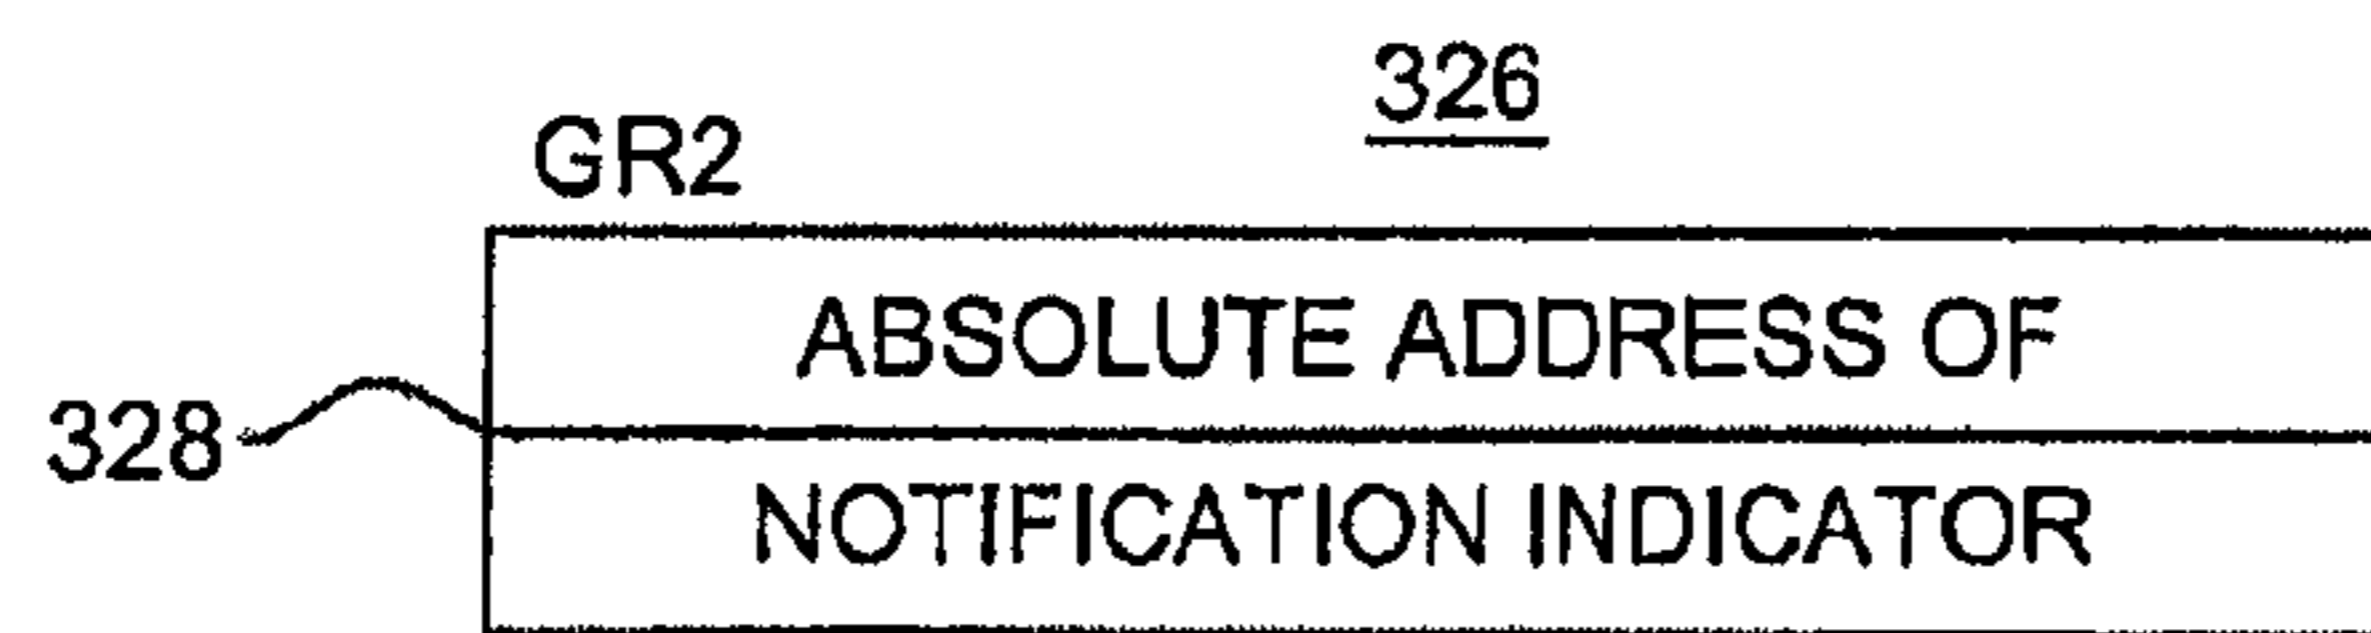 326
GR2
ABSOLUTE ADDRESS OF
328
NOTIFICATION INDICATOR